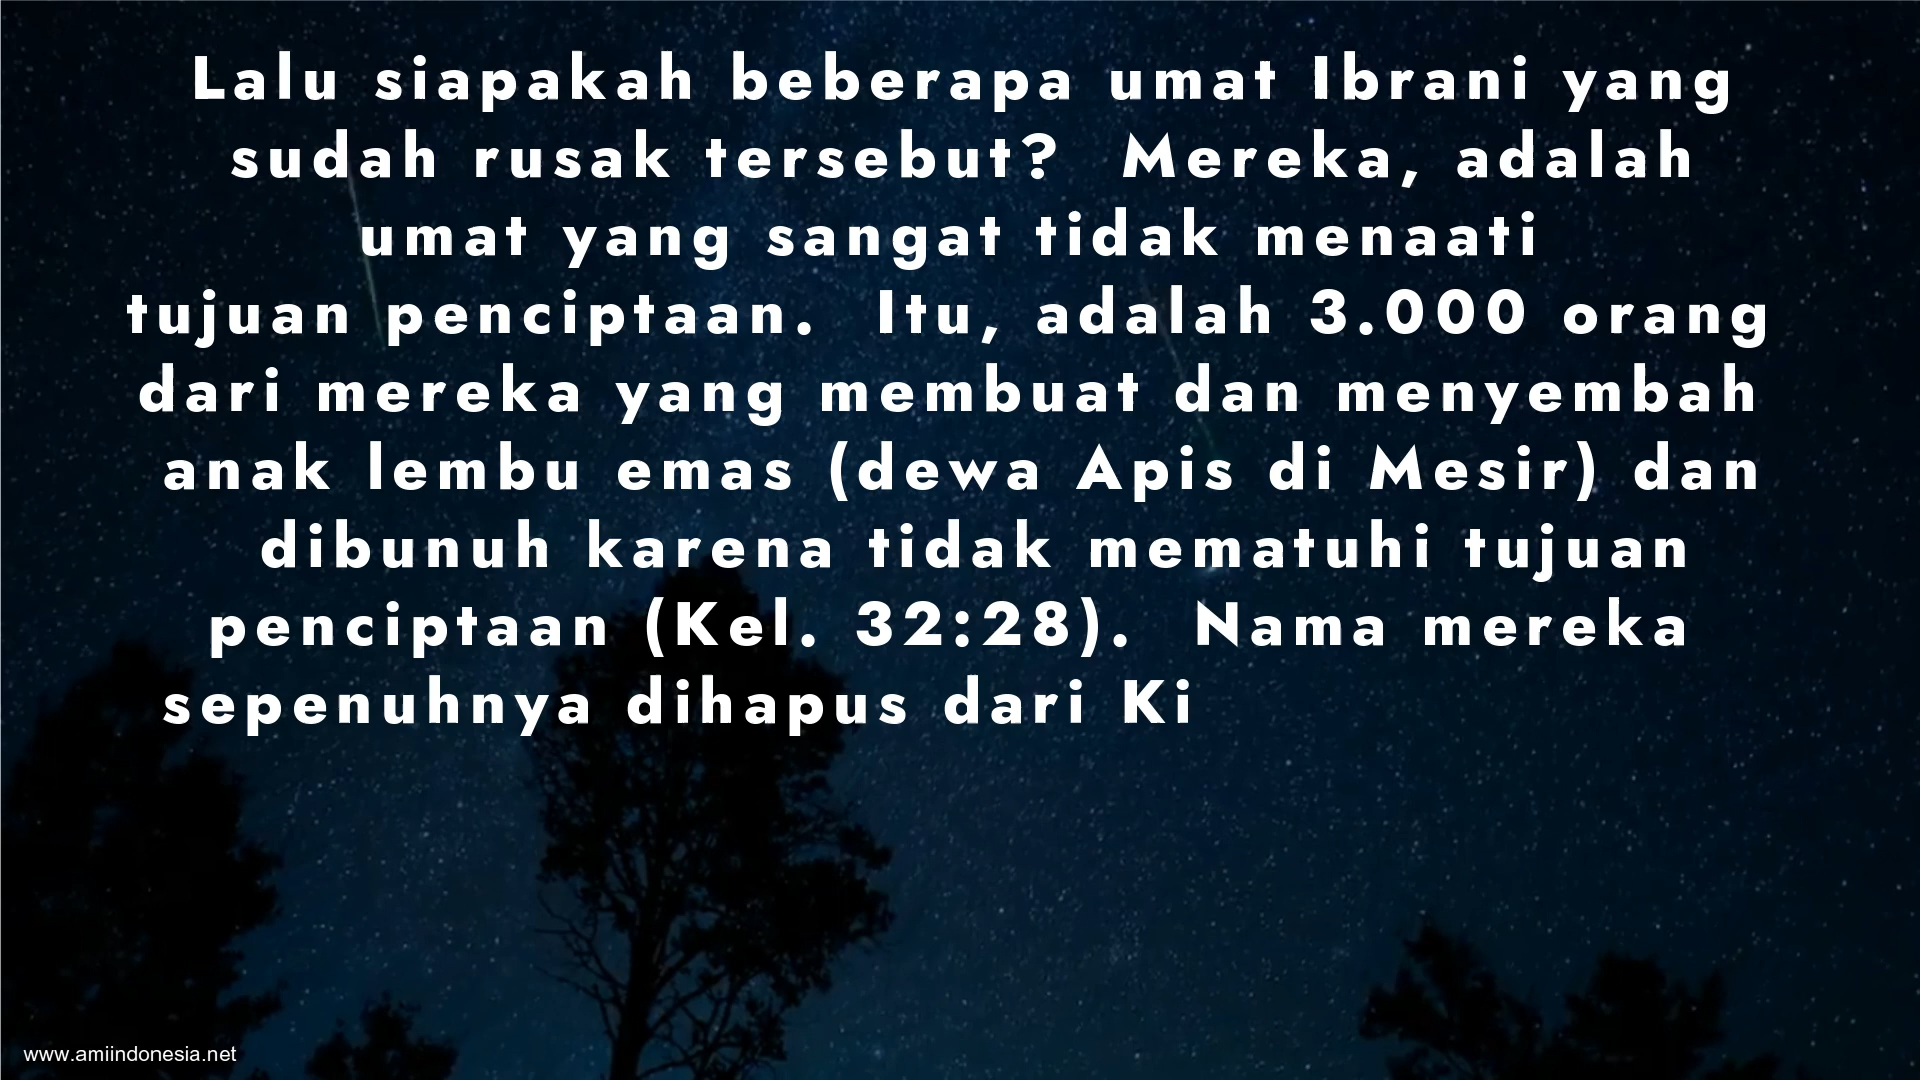 Lalu siapakah beberapa umat Ibrani yang
sudah rusak tersebut?  Mereka, adalah
umat yang sangat tidak menaati
tujuan penciptaan.  Itu, adalah 3.000 orang
dari mereka yang membuat dan menyembah
anak lembu emas (dewa Apis di Mesir) dan
dibunuh karena tidak mematuhi tujuan
penciptaan (Kel. 32:28).  Nama mereka
sepenuhnya dihapus dari Ki
www.amiindonesia.net